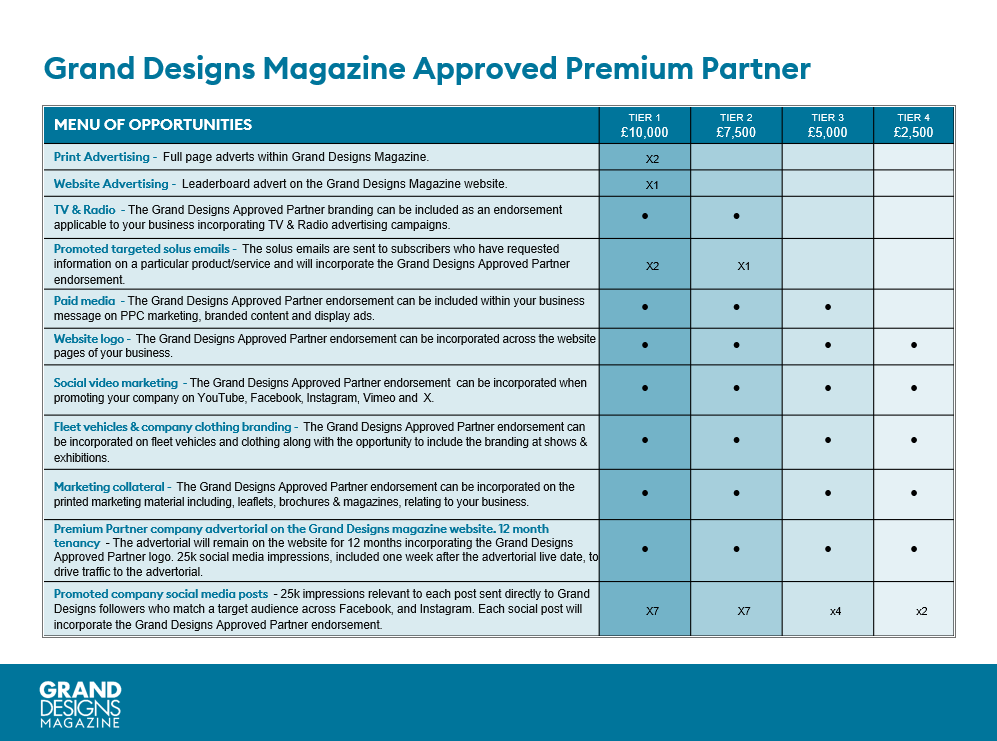 Grand Designs Magazine Approved Premium Partner
MENU OF OPPORTUNITIES
TIER 1
£10,000
TIER 2
£7,500
TIER 3
£5,000
TIER 4
£2,500
Print Advertising - Full page adverts within Grand Designs Magazine.
X2
Website Advertising - Leaderboard advert on the Grand Designs Magazine website.
X1
TV & Radio - The Grand Designs Approved Partner branding can be included as an endorsement
applicable to your business incorporating TV & Radio advertising campaigns.
● ●
Promoted targeted solus emails - The solus emails are sent to subscribers who have requested
information on a particular product/service and will incorporate the Grand Designs Approved Partner
endorsement.
X2 X1
Paid media - The Grand Designs Approved Partner endorsement can be included within your business
message on PPC marketing, branded content and display ads.
● ● ●
Website logo - The Grand Designs Approved Partner endorsement can be incorporated across the website
pages of your business.
● ● ● ●
Social video marketing - The Grand Designs Approved Partner endorsement can be incorporated when
promoting your company on YouTube, Facebook, Instagram, Vimeo and X.
● ● ● ●
Fleet vehicles & company clothing branding - The Grand Designs Approved Partner endorsement can
be incorporated on fleet vehicles and clothing along with the opportunity to include the branding at shows &
exhibitions.
● ● ● ●
Marketing collateral - The Grand Designs Approved Partner endorsement can be incorporated on the
printed marketing material including, leaflets, brochures & magazines, relating to your business.
● ● ● ●
Premium Partner company advertorial on the Grand Designs magazine website. 12 month
tenancy - The advertorial will remain on the website for 12 months incorporating the Grand Designs
Approved Partner logo. 25k social media impressions, included one week after the advertorial live date, to
drive traffic to the advertorial.
● ● ● ●
Promoted company social media posts - 25k impressions relevant to each post sent directly to Grand
Designs followers who match a target audience across Facebook, and Instagram. Each social post will
incorporate the Grand Designs Approved Partner endorsement.
X7 X7 x4 x2
GRAND
DESIGNS
MAGAZINE